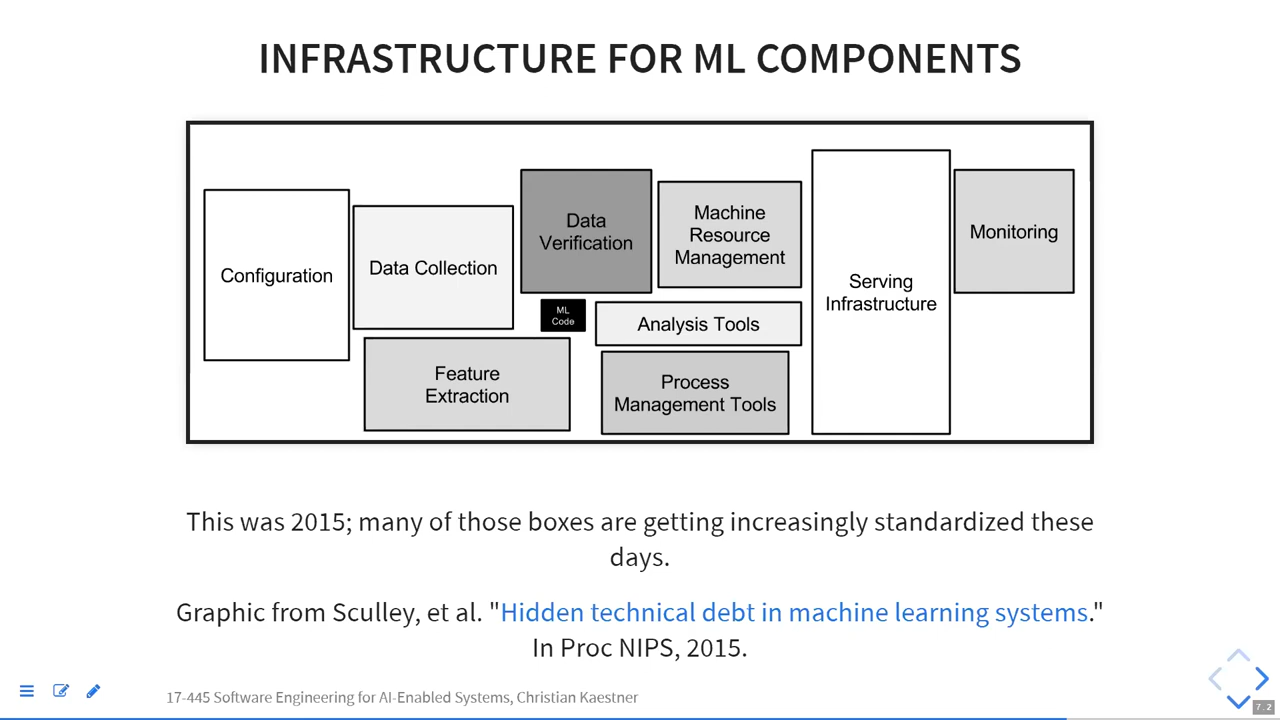 INFRASTRUCTURE FOR ML COMPONENTS
Configuration
Data Collection
Data
Verification
Machine
Resource
Management
Serving
Infrastructure
Monitoring
ML
Code
Analysis Tools
Feature
Extraction
Process
Management Tools
This was 2015; many of those boxes are getting increasingly standardized these
days.
Graphic from Sculley, et al. "Hidden technical debt in machine learning systems."
In Proc NIPS, 2015.
17-445 Software Engineering for AI-Enabled Systems, Christian Kaestner
7.2